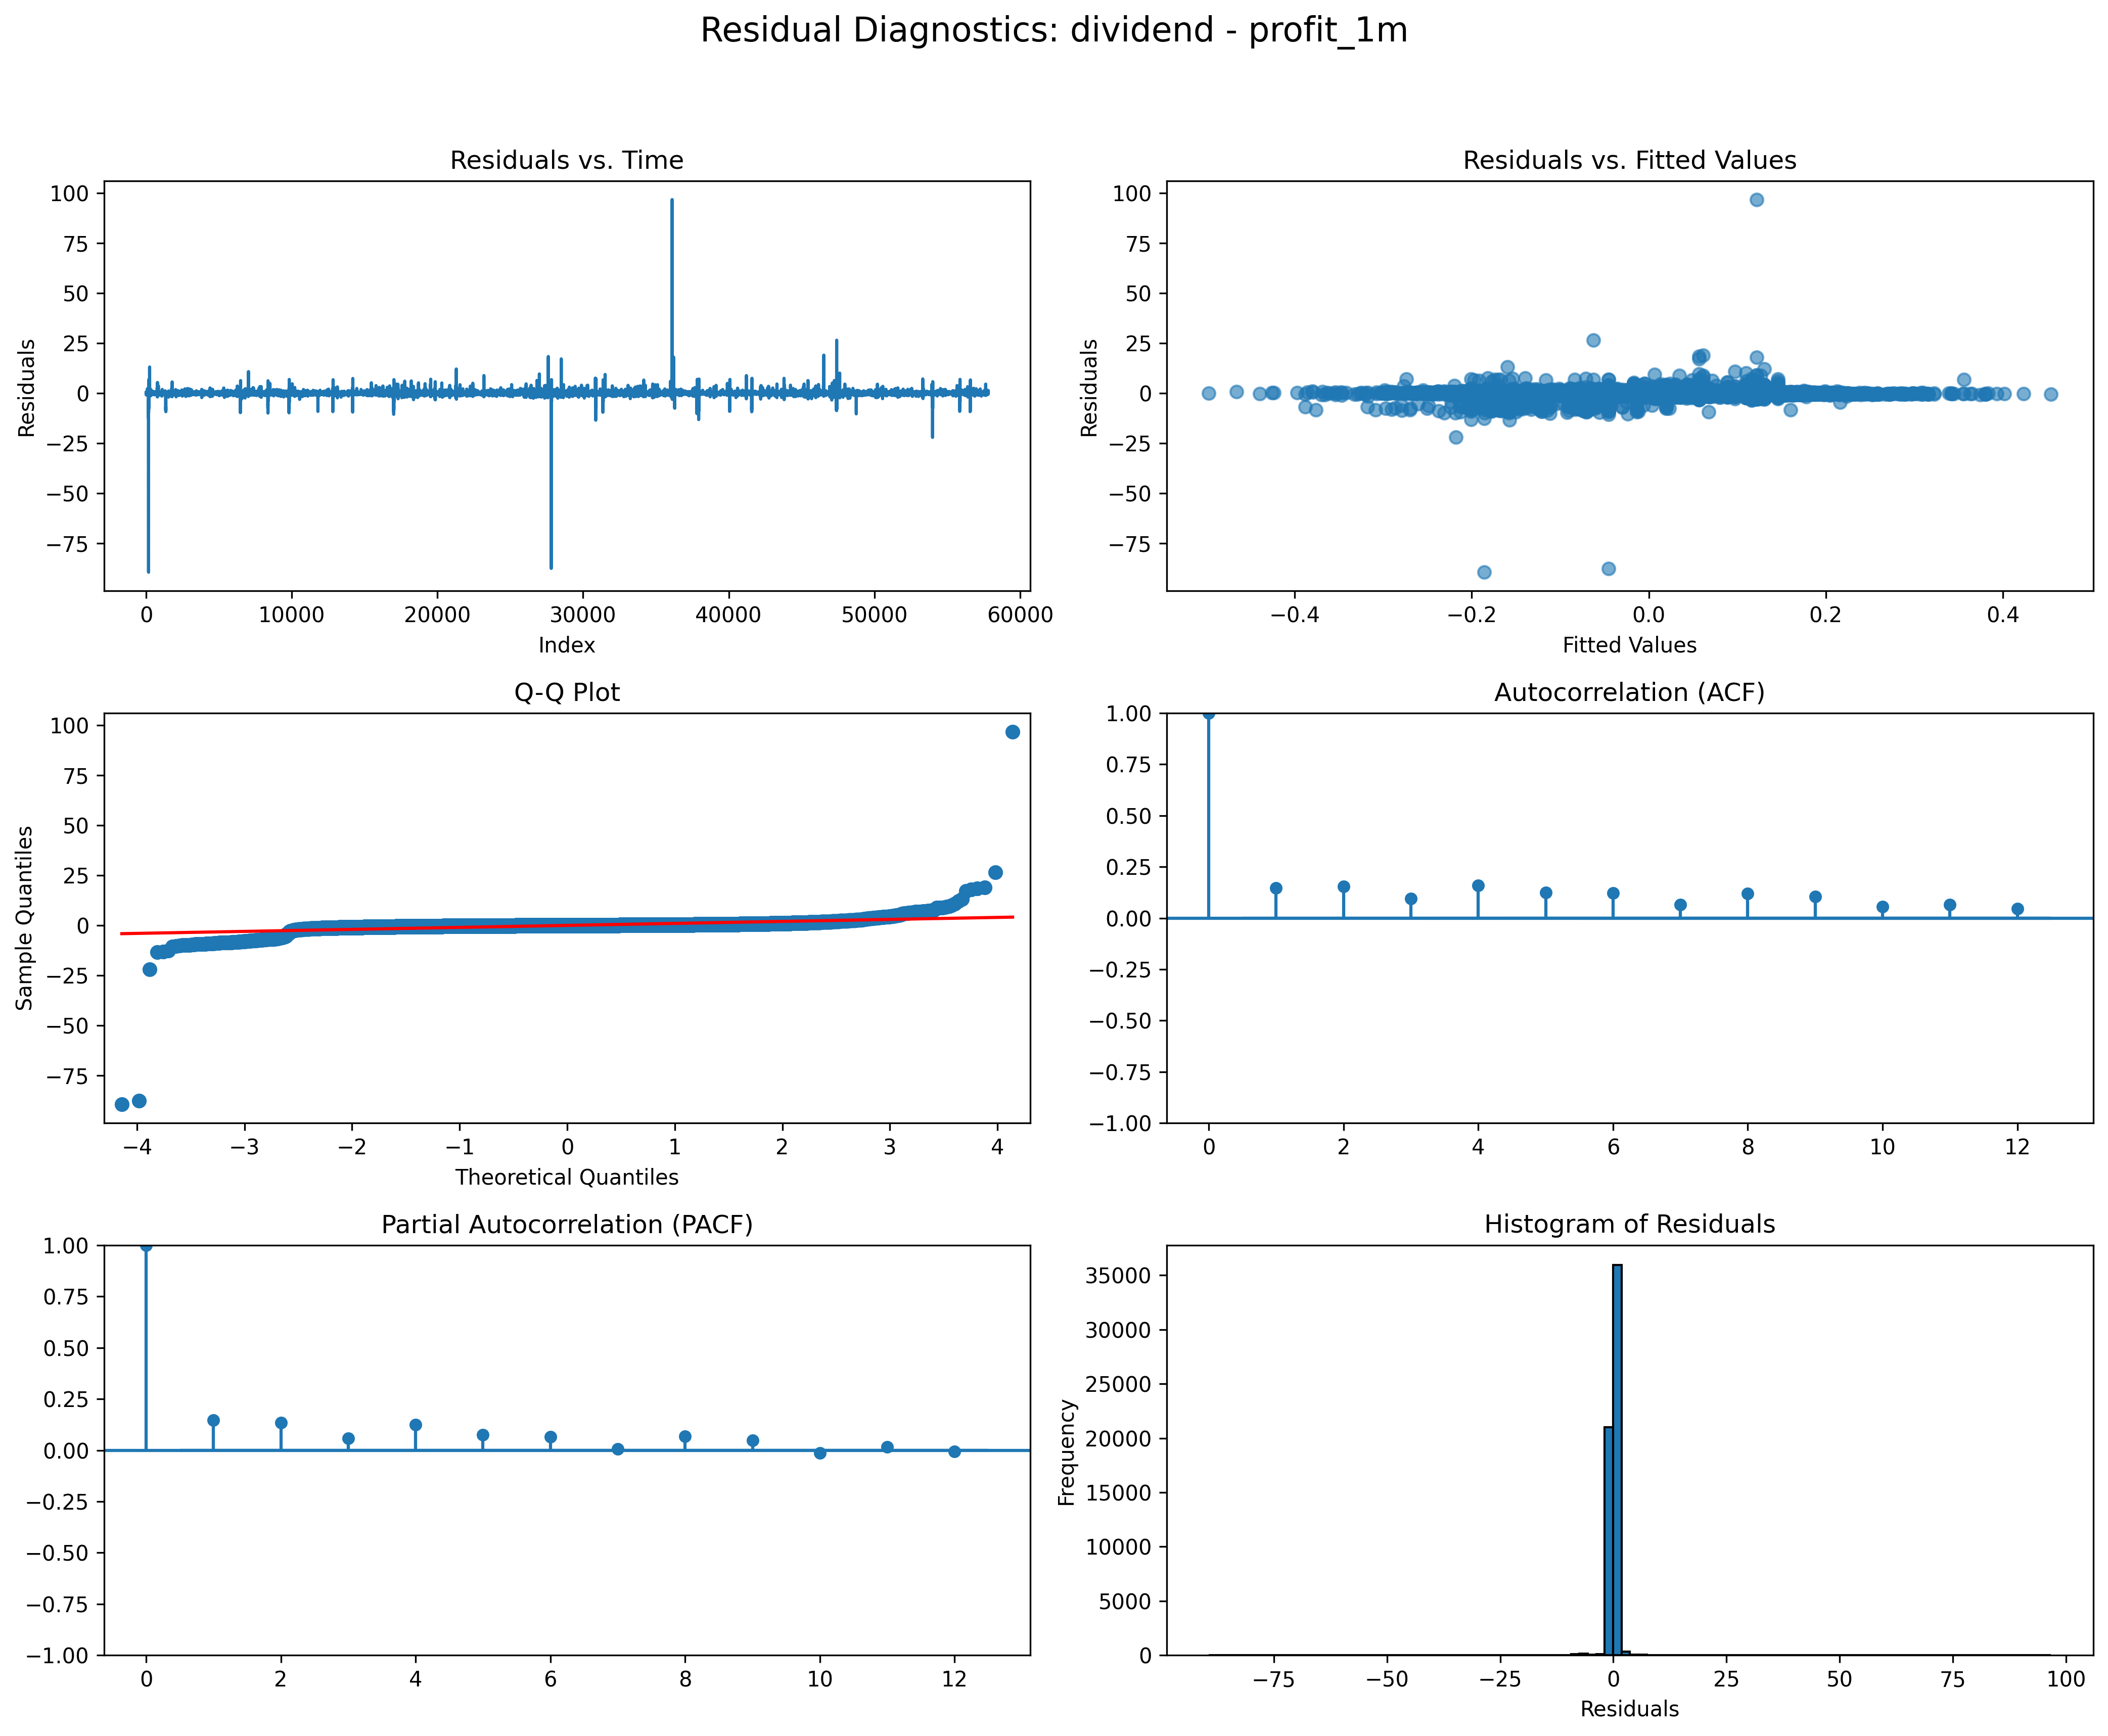 Residual Diagnostics: dividend - profit_1m
Residuals vs. Time
100
75
50
25
0
−25
−50
−75
Residuals
0 10000 20000 30000 40000 50000 60000
Index
Residuals vs. Fitted Values
100
75
50
25
0
−25
−50
−75
Residuals
−0.4 −0.2 0.0 0.2 0.4
Fitted Values
Q-Q Plot
100
75
50
25
0
−25
−50
−75
Sample Quantiles
−4 −3 −2 −1 0 1 2 3 4
Theoretical Quantiles
Autocorrelation (ACF)
1.00
0.75
0.50
0.25
0.00
−0.25
−0.50
−0.75
−1.00
0 2 4 6 8 10 12
Partial Autocorrelation (PACF)
1.00
0.75
0.50
0.25
0.00
−0.25
−0.50
−0.75
−1.00
0 2 4 6 8 10 12
Histogram of Residuals
35000
30000
25000
20000
15000
10000
5000
0
Frequency
−75 −50 −25 0 25 50 75 100
Residuals